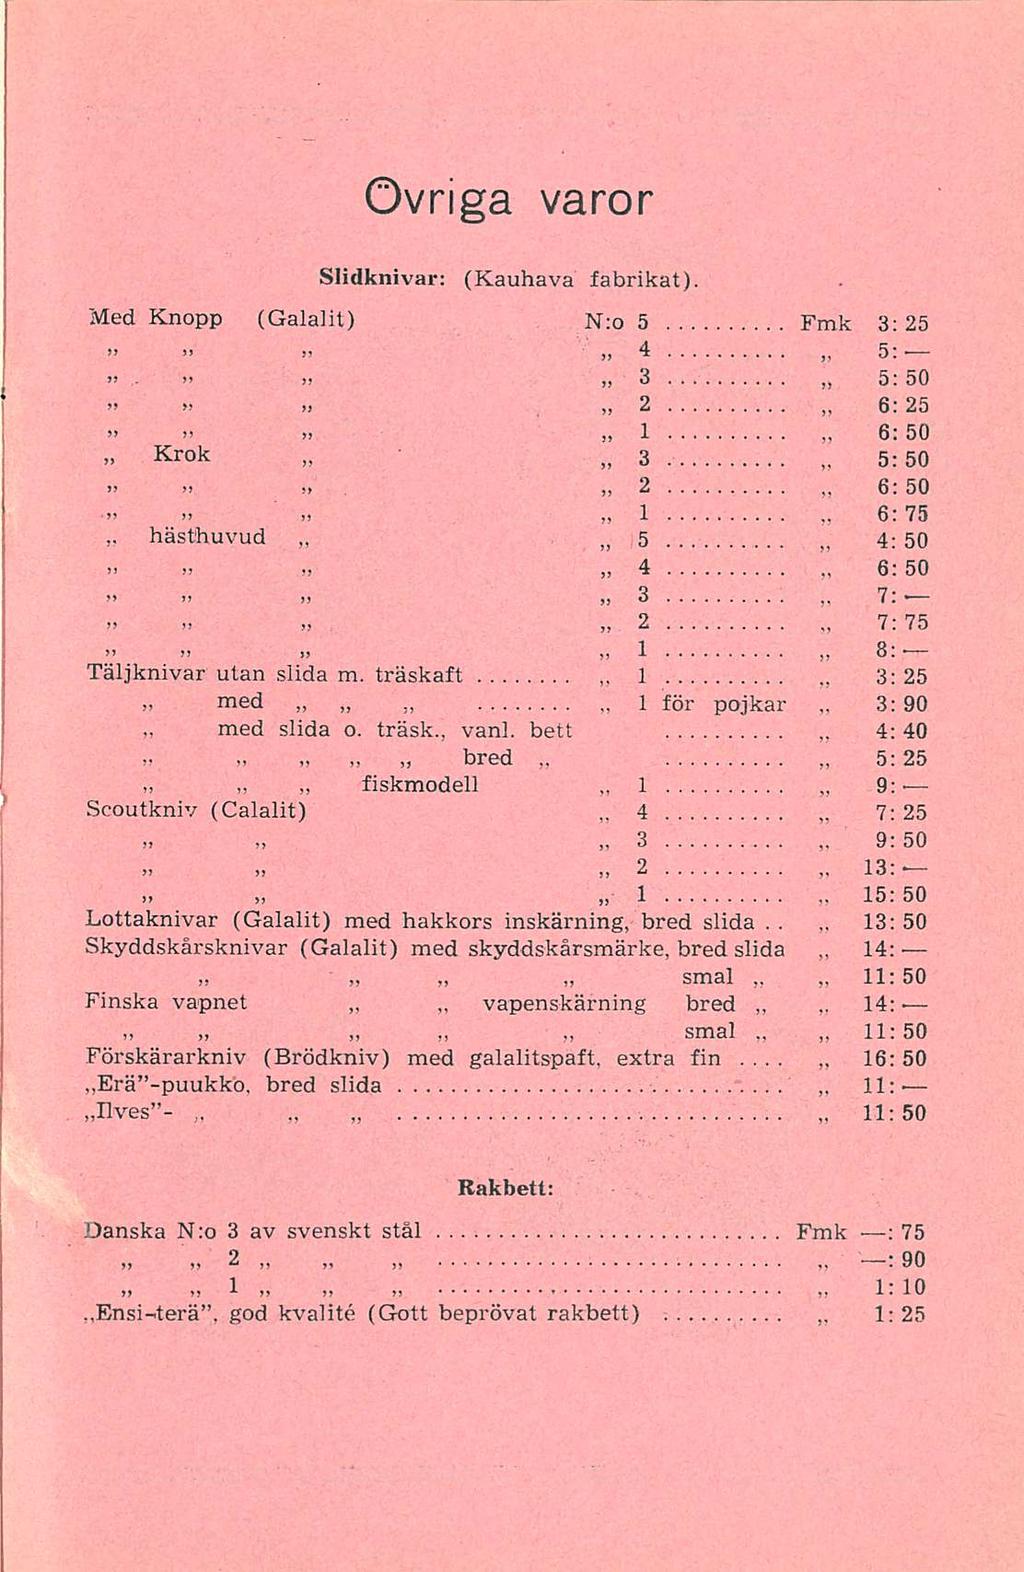 Övriga varor
Slidknivar: (Kauhava fabrikat).
Med Knopp (Galalit) N:o 5 .......... Fmk 3: 25
„ „ „ „ 4 .......... „ 5: —
„ „ „ „ 3 .......... „ 5: 50
„ „ „ „ 2 .......... „ 6: 25
„ „ „ „ 1 .......... „ 6: 50
„ Krok „ „ 3 .......... „ 5: 50
„ „ „ „ 2 .......... „ 6: 50
„ „ „ „ 1 .......... „ 6: 75
„ hästhuvud „ „ 5 .......... „ 4: 50
„ „ „ „ 4 .......... „ 6: 50
„ „ „ „ 3 .......... „ 7: —
„ „ „ „ 2 .......... „ 7: 75
„ „ „ „ 1 .......... „ 8: —
Täljknivar utan slida m. träskaft ........ „ 1 .......... „ 3: 25
„ med „ „ „ ........ „ 1 för pojkar „ 3: 90
„ med slida o. träsk., vanl. bett .......... „ 4: 40
„ „ „ „ „ bred „ .......... „ 5: 25
„ „ „ fiskmodell „ 1 .......... „ 9: —
Scoutkniv (Calalit) „ 4 .......... „ 7: 25
„ „ „ 3 .......... „ 9: 50
„ „ „ 2 .......... „ 13: —
„ „ „ 1 .......... „ 15: 50
Lottaknivar (Galalit) med hakkors inskärning, bred slida .. „ 13: 50
Skyddskårsknivar (Galalit) med skyddskårsmärke, bred slida „ 14: —
„ „ „ „ smal „ „ 11: 50
Finska vapnet „ „ vapenskärning bred „ „ 14: —
„ „ „ „ „ smal „ „ 11: 50
Förskärarkniv (Brödkniv) med galalitspaft, extra fin .... „ 16: 50
„Erä”-puukko, bred slida ............................... „ 11: —
„Ilves”- „ „ „ ............................... „ 11: 50
Rakbett:
Danska N:o 3 av svenskt stål ............................ Fmk —: 75
„ „ 2 „ „ „ ............................ „ —: 90
„ „ 1 „ „ „ ............................ „ 1: 10
„Ensi-terä”, god kvalité (Gott beprövat rakbett) .......... „ 1: 25